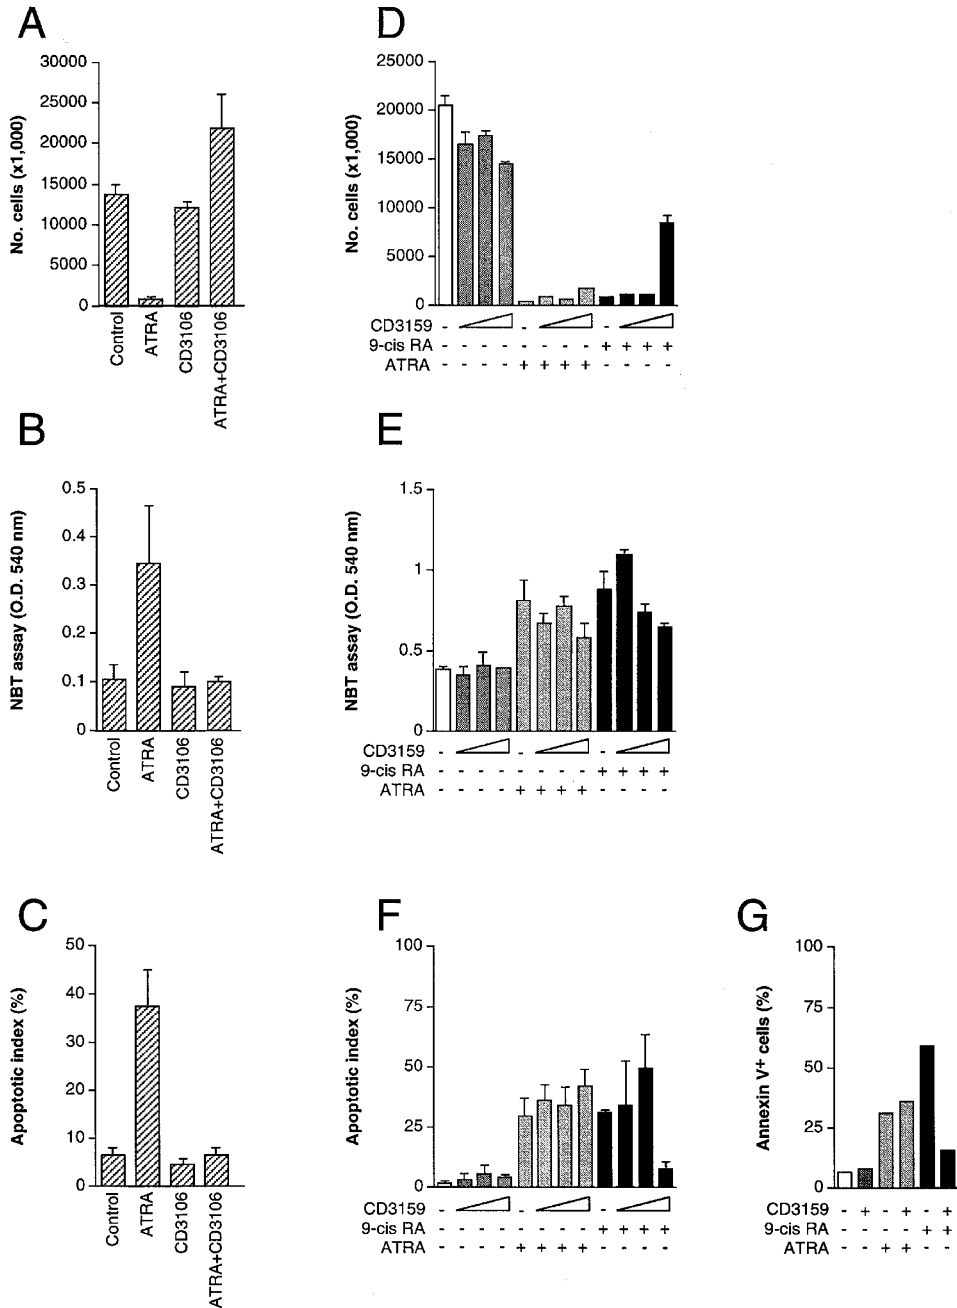 A
No. cells (x1,000)
30000
25000
20000
15000
10000
5000
0
Control
ATRA
CD3106
ATRA+CD3106
D
No. cells (x1,000)
25000
20000
15000
10000
5000
0
CD3159 - - -
9-cis RA - - - - - - - - + + + +
ATRA - - - - + + + + - - - -
B
NBT assay (O.D. 540 nm)
0.5
0.4
0.3
0.2
0.1
0
Control
ATRA
CD3106
ATRA+CD3106
E
NBT assay (O.D. 540 nm)
1.5
1
0.5
0
CD3159 - - -
9-cis RA - - - - - - - - + + + +
ATRA - - - - + + + + - - - -
C
Apoptotic index (%)
50
40
30
20
10
0
Control
ATRA
CD3106
ATRA+CD3106
F
Apoptotic index (%)
100
75
50
25
0
CD3159 - - -
9-cis RA - - - - - - - - + + + +
ATRA - - - - + + + + - - - -
G
Annexin V+ cells (%)
100
75
50
25
0
CD3159 - + - + - +
9-cis RA - - - - + +
ATRA - - + + - -